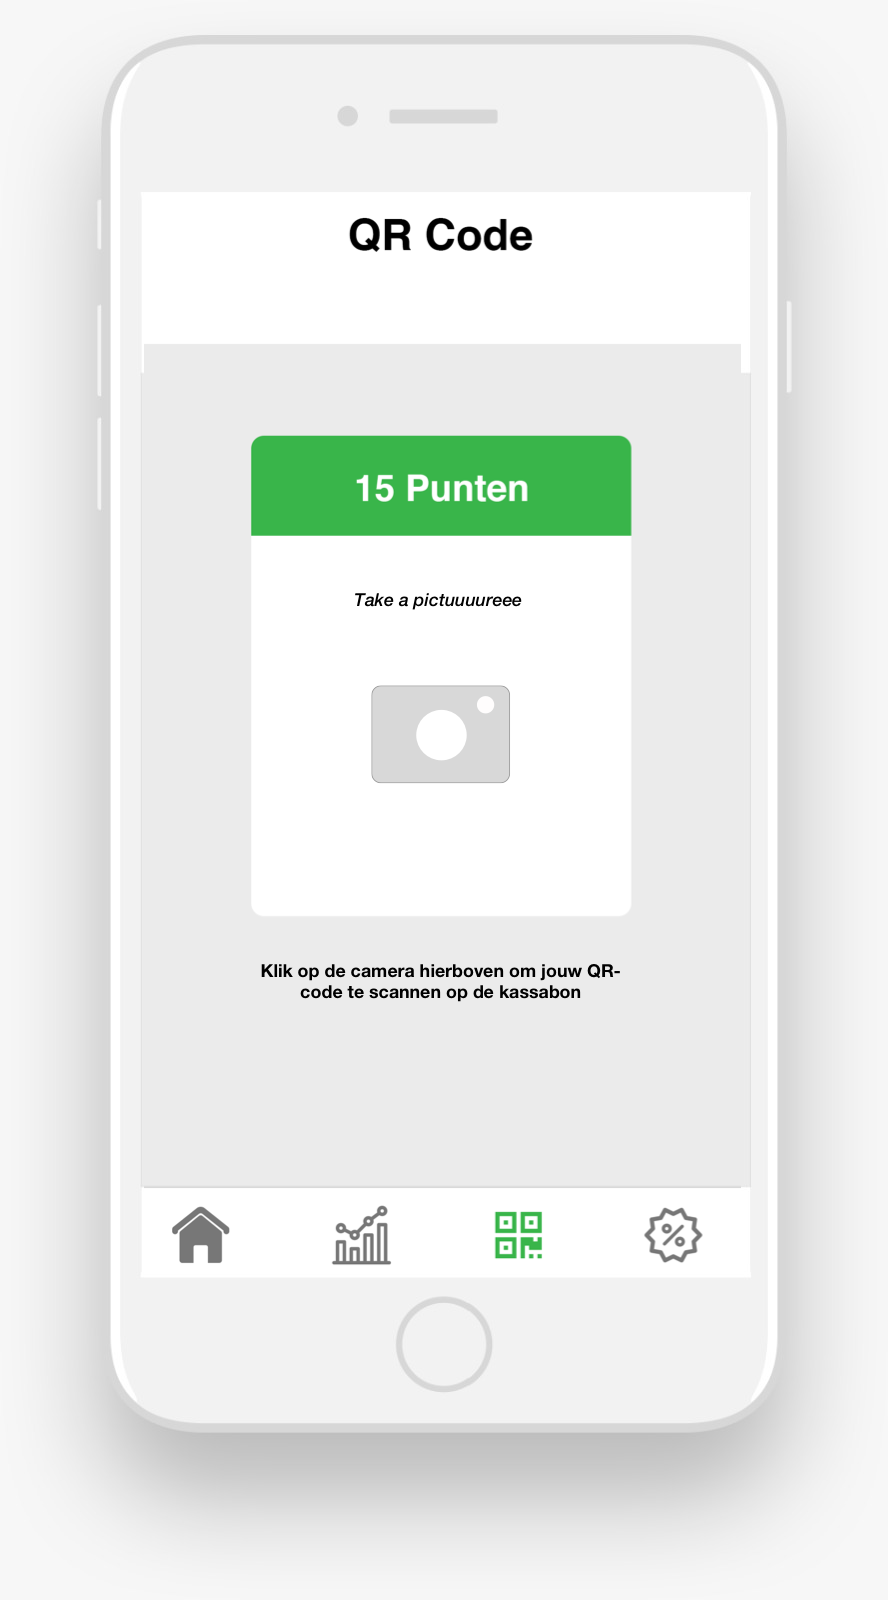 QR Code
15 Punten
Take a pictuuuureee
Klik op de camera hierboven om jouw QR-
code te scannen op de kassabon